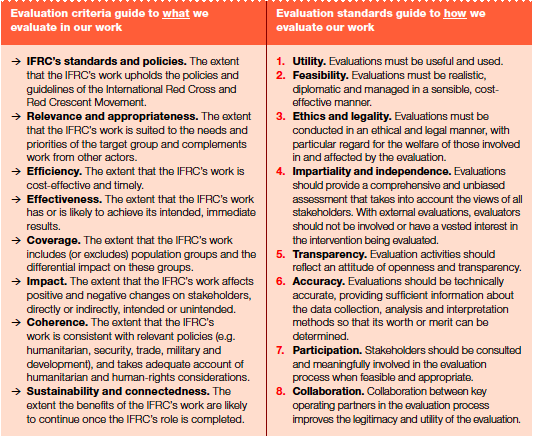 Evaluation criteria guide to what we
evaluate in our work
→ IFRC's standards and policies. The extent
that the IFRC's work upholds the policies and
guidelines of the International Red Cross and
Red Crescent Movement.
→ Relevance and appropriateness. The extent
that the IFRC's work is suited to the needs and
priorities of the target group and complements
work from other actors.
→ Efficiency. The extent that the IFRC's work is
cost-effective and timely.
→ Effectiveness. The extent that the IFRC's work
has or is likely to achieve its intended, immediate
results.
→ Coverage. The extent that the IFRC's work
includes (or excludes) population groups and the
differential impact on these groups.
→ Impact. The extent that the IFRC's work affects
positive and negative changes on stakeholders,
directly or indirectly, intended or unintended.
→ Coherence. The extent that the IFRC's
work is consistent with relevant policies (e.g.
humanitarian, security, trade, military and
development), and takes adequate account of
humanitarian and human-rights considerations.
→ Sustainability and connectedness. The
extent the benefits of the IFRC's work are likely
to continue once the IFRC's role is completed.
Evaluation standards guide to how we
evaluate our work
1. Utility. Evaluations must be useful and used.
2. Feasibility. Evaluations must be realistic,
diplomatic and managed in a sensible, cost-
effective manner.
3. Ethics and legality. Evaluations must be
conducted in an ethical and legal manner, with
particular regard for the welfare of those involved
in and affected by the evaluation.
4. Impartiality and independence. Evaluations
should provide a comprehensive and unbiased
assessment that takes into account the views of all
stakeholders. With external evaluations, evaluators
should not be involved or have a vested interest in
the intervention being evaluated.
5. Transparency. Evaluation activities should
reflect an attitude of openness and transparency.
6. Accuracy. Evaluations should be technically
accurate, providing sufficient information about
the data collection, analysis and interpretation
methods so that its worth or merit can be
determined.
7. Participation. Stakeholders should be consulted
and meaningfully involved in the evaluation
process when feasible and appropriate.
8. Collaboration. Collaboration between key
operating partners in the evaluation process
improves the legitimacy and utility of the evaluation.